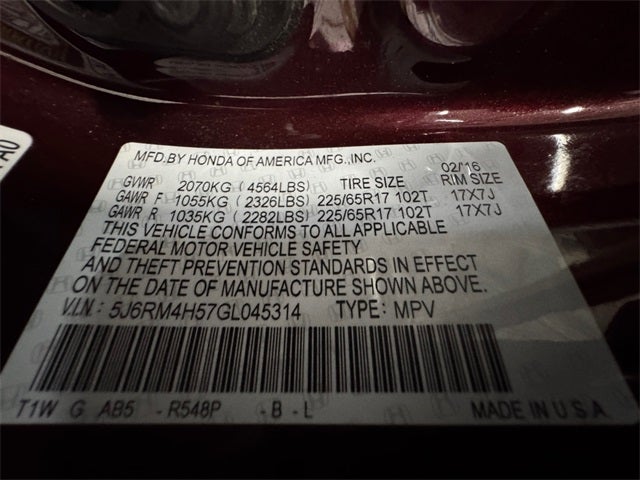 MFD.BY HONDA OF AMERICA MFG.,INC. 02/16
GVWR 2070KG (4564LBS) TIRE SIZE RIM SIZE
GAWR F 1055KG (2326LBS) 225/65R17 102T 17X7J
GAWR R 1035KG (2282LBS) 225/65R17 102T 17X7J
THIS VEHICLE CONFORMS TO ALL APPLICABLE
FEDERAL MOTOR VEHICLE SAFETY
AND THEFT PREVENTION STANDARDS IN EFFECT
ON THE DATE OF MANUFACTURE SHOWN ABOVE.
V.I.N.: 5J6RM4H57GL045314 TYPE: MPV
T1W G AB5 -R548P -B-L MADE IN U.S.A.